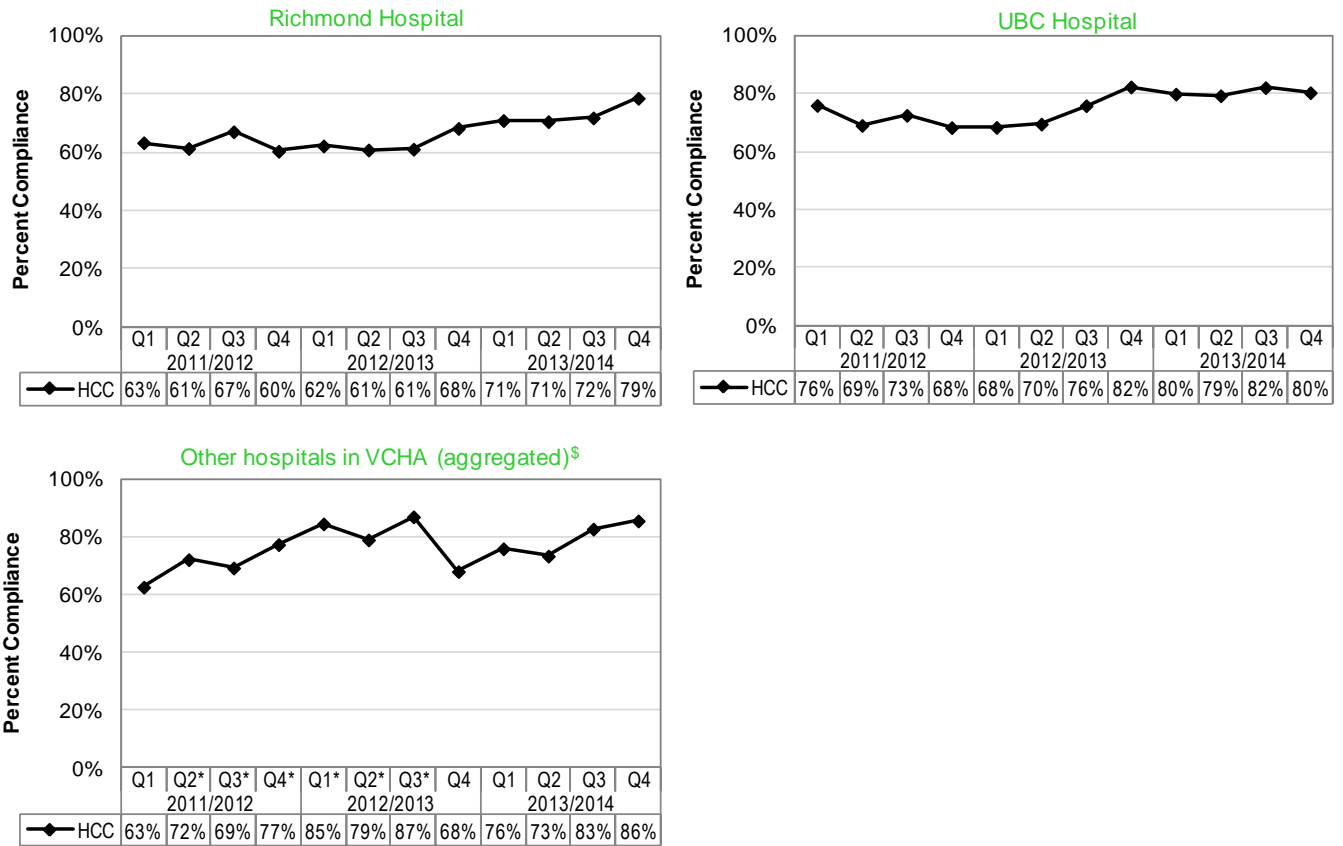 Richmond Hospital
100%
80%
60%
40%
20%
0%
Percent Compliance
Q1 Q2 Q3 Q4 Q1 Q2 Q3 Q4 Q1 Q2 Q3 Q4
2011/2012 2012/2013 2013/2014
HCC 63% 61% 67% 60% 62% 61% 61% 68% 71% 71% 72% 79%
UBC Hospital
100%
80%
60%
40%
20%
0%
Percent Compliance
Q1 Q2 Q3 Q4 Q1 Q2 Q3 Q4 Q1 Q2 Q3 Q4
2011/2012 2012/2013 2013/2014
HCC 76% 69% 73% 68% 68% 70% 76% 82% 80% 79% 82% 80%
Other hospitals in VCHA (aggregated)$
100%
80%
60%
40%
20%
0%
Percent Compliance
Q1 Q2* Q3* Q4* Q1* Q2* Q3* Q4 Q1 Q2 Q3 Q4
2011/2012 2012/2013 2013/2014
HCC 63% 72% 69% 77% 85% 79% 87% 68% 76% 73% 83% 86%